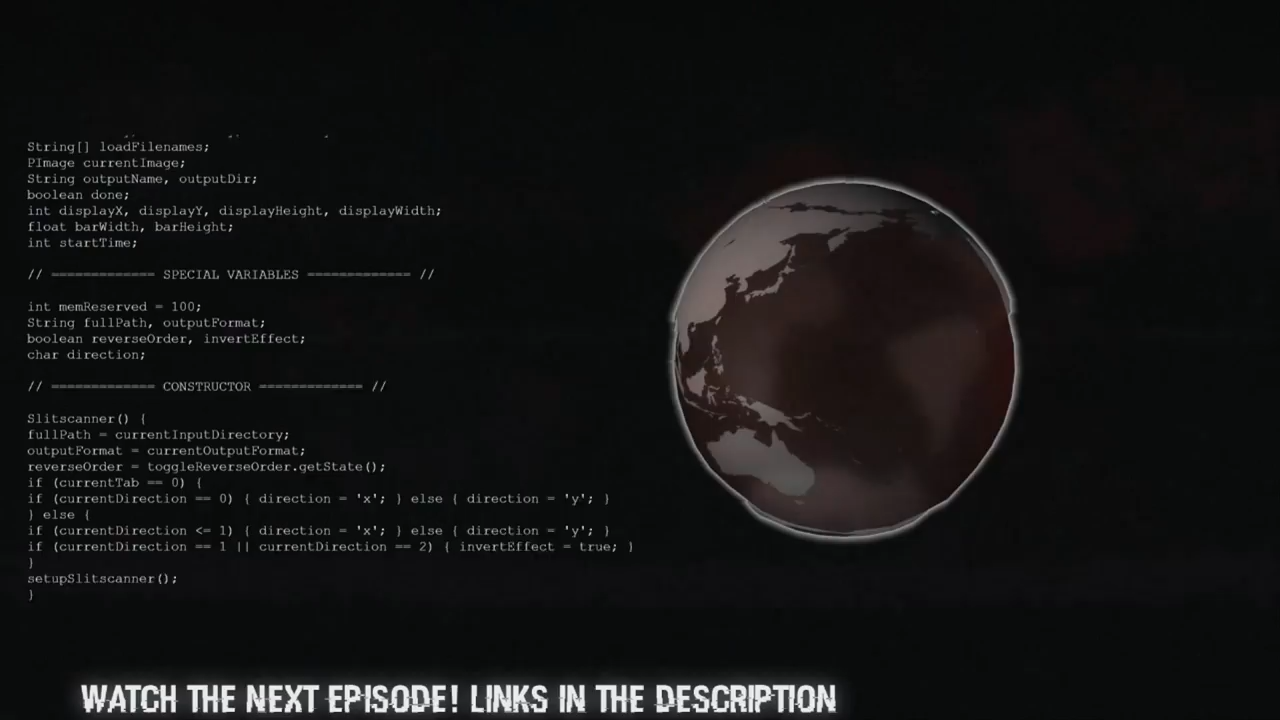 String[] loadFilenames;
PImage currentImage;
String outputName, outputDir;
boolean done;
int displayX, displayY, displayHeight, displayWidth;
float barWidth, barHeight;
int startTime;
// ============= SPECIAL VARIABLES ============= //
int memReserved = 100;
String fullPath, outputFormat;
boolean reverseOrder, invertEffect;
char direction;
// ============= CONSTRUCTOR ============= //
Slitscanner() {
fullPath = currentInputDirectory;
outputFormat = currentOutputFormat;
reverseOrder = toggleReverseOrder.getState();
if (currentTab == 0) {
if (currentDirection == 0) { direction = 'x'; } else { direction = 'y'; }
} else {
if (currentDirection <= 1) { direction = 'x'; } else { direction = 'y'; }
if (currentDirection == 1 || currentDirection == 2) { invertEffect = true; }
}
setupSlitscanner();
}
WATCH THE NEXT EPISODE! LINKS IN THE DESCRIPTION